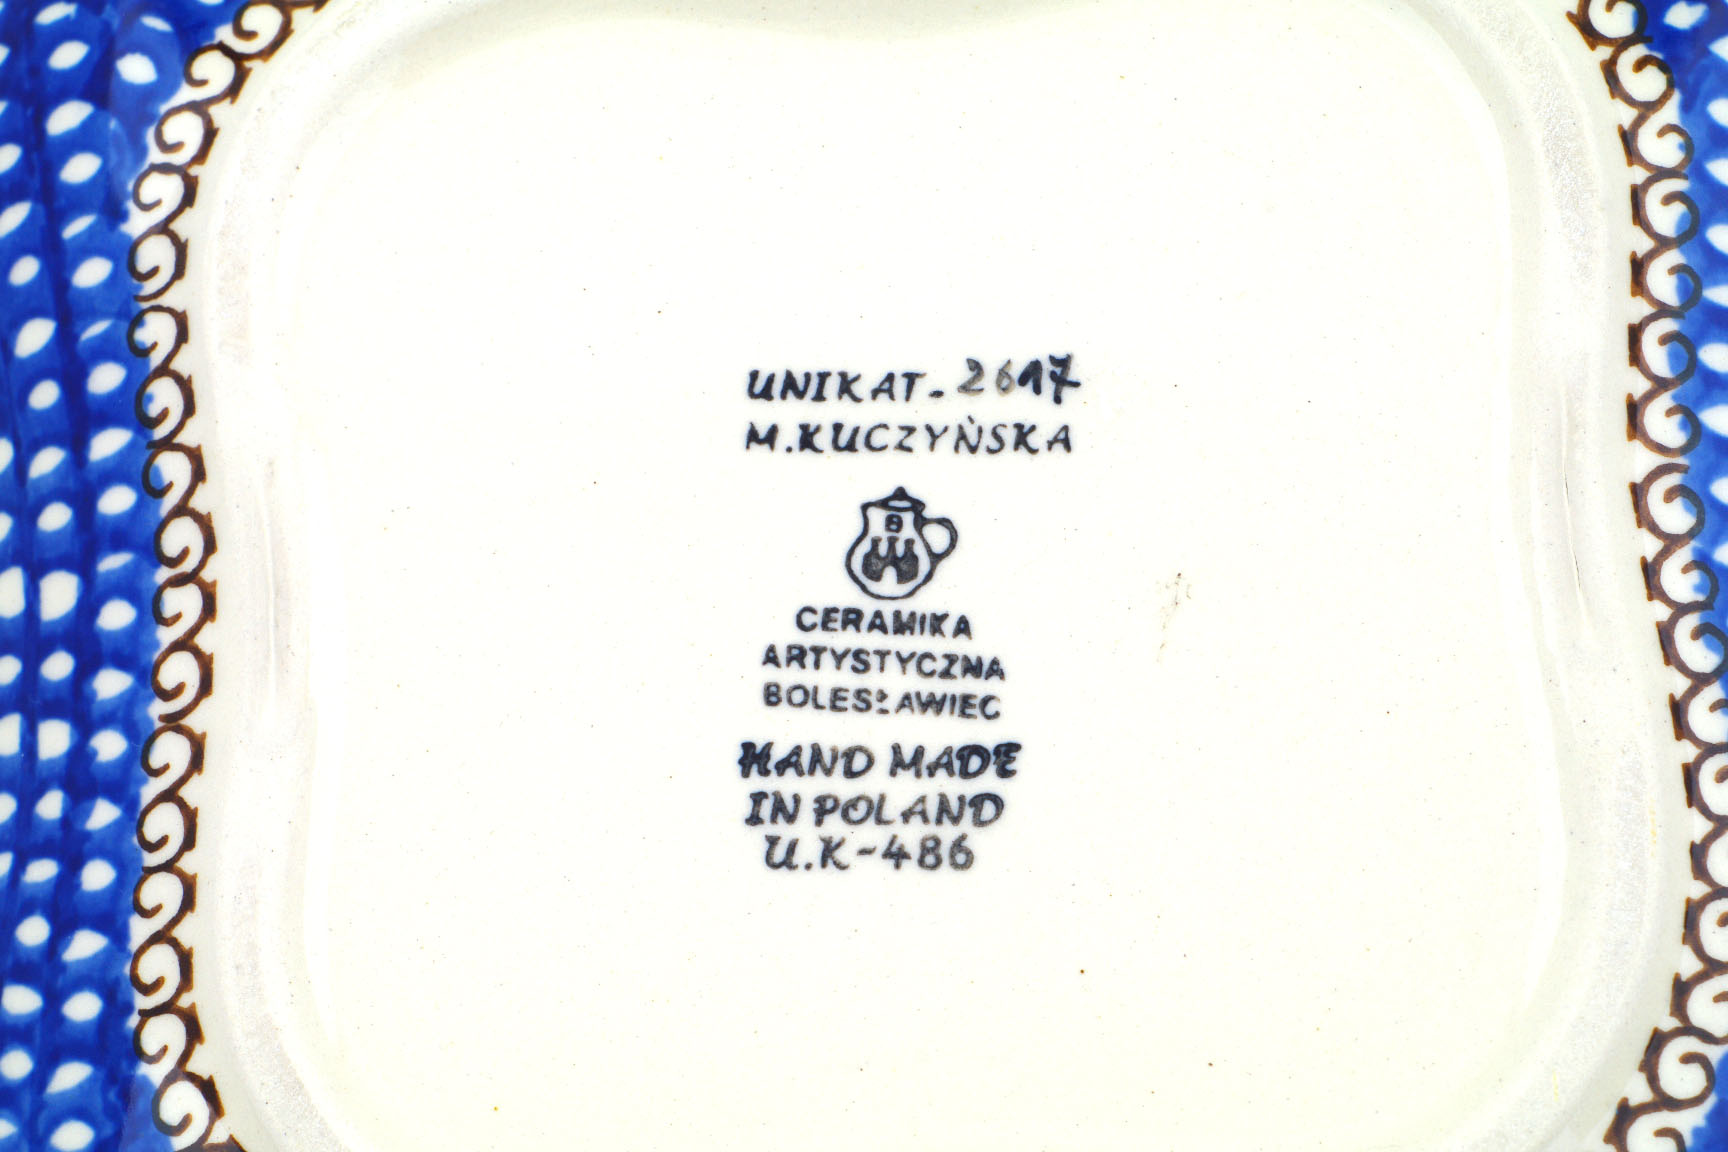 UNIKAT-2617
M.KUCZYŃSKA
B
CERAMIKA
ARTYSTYCZNA
BOLESŁAWIEC
HAND MADE
IN POLAND
U.K-486